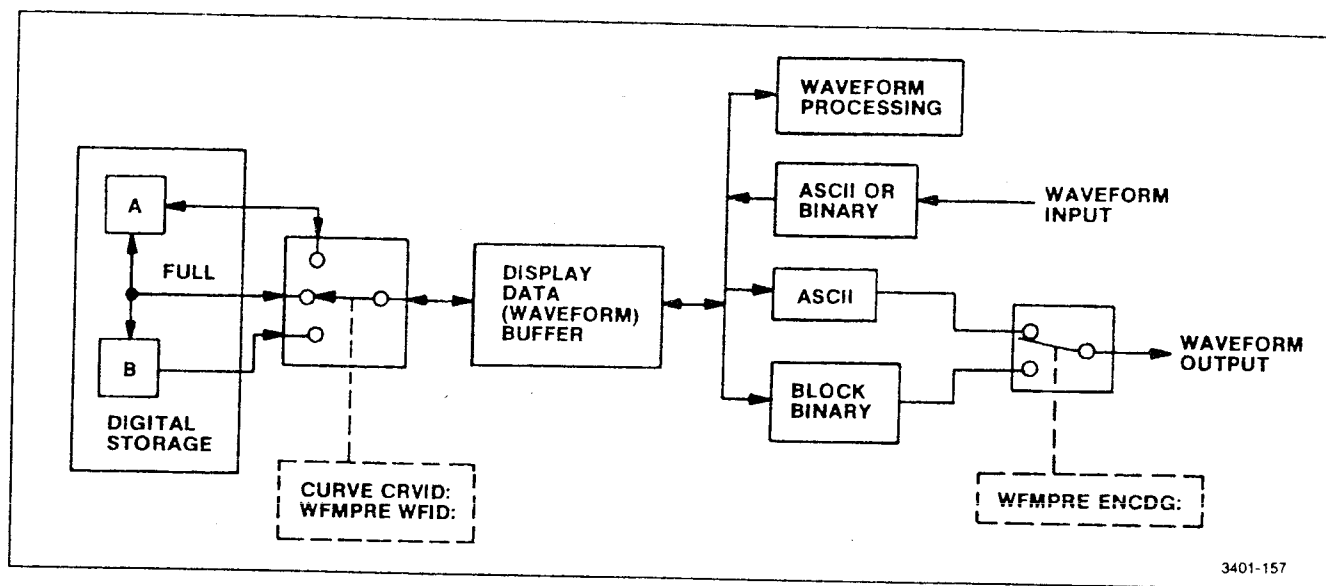 A
FULL
B
DIGITAL
STORAGE
CURVE CRVID:
WFMPRE WFID:
DISPLAY
DATA
(WAVEFORM)
BUFFER
WAVEFORM
PROCESSING
ASCII OR
BINARY
WAVEFORM
INPUT
ASCII
BLOCK
BINARY
WAVEFORM
OUTPUT
WFMPRE ENCDG:
3401-157